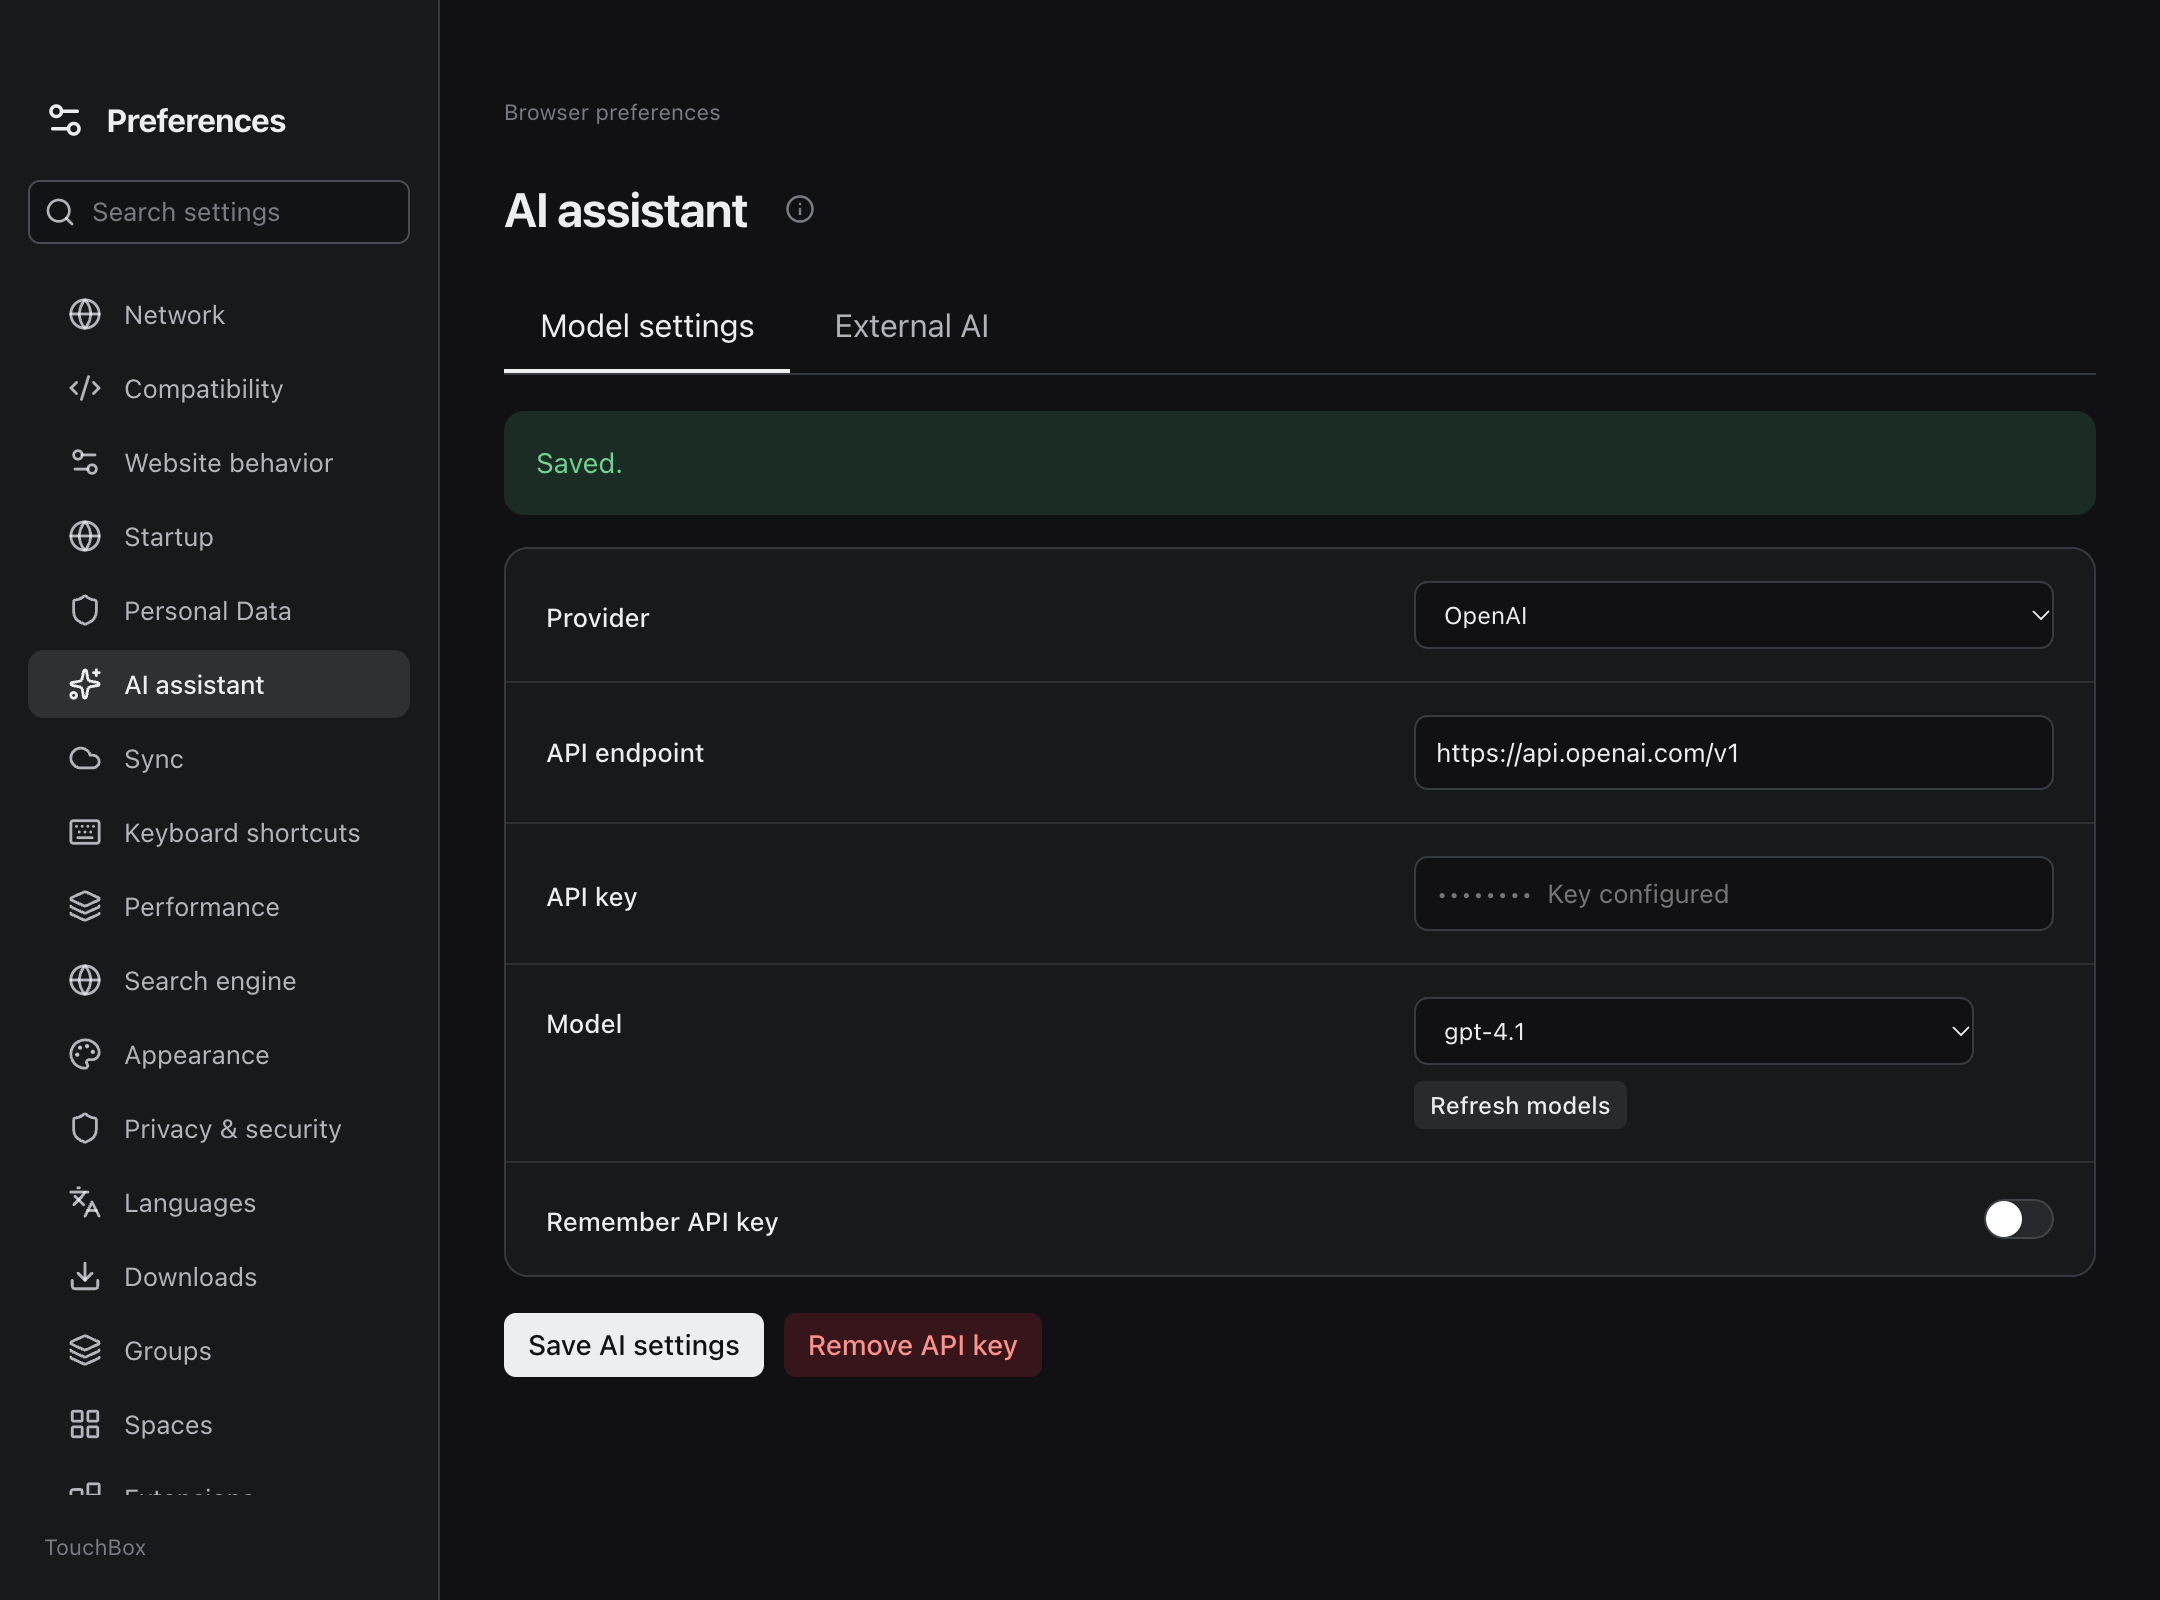 Preferences
Search settings
Network
Compatibility
Website behavior
Startup
Personal Data
AI assistant
Sync
Keyboard shortcuts
Performance
Search engine
Appearance
Privacy & security
Languages
Downloads
Groups
Spaces
Extensions
TouchBox
Browser preferences
AI assistant
Model settings
External AI
Saved.
Provider
OpenAI
API endpoint
https://api.openai.com/v1
API key
•••••••• Key configured
Model
gpt-4.1
Refresh models
Remember API key
Save AI settings
Remove API key